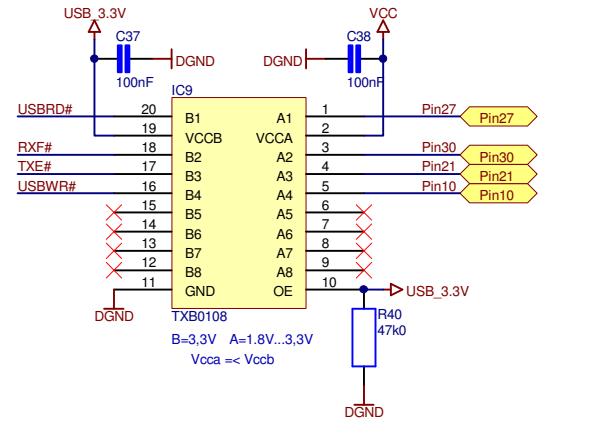 USB_3.3V VCC
C37 C38
DGND DGND
100nF 100nF
IC9
USBRD# 20 B1 A1 1 Pin27 Pin27
19 VCCB VCCA 2
RXF# 18 B2 A2 3 Pin30 Pin30
TXE# 17 B3 A3 4 Pin21 Pin21
USBWR# 16 B4 A4 5 Pin10 Pin10
15 B5 A5 6
14 B6 A6 7
13 B7 A7 8
12 B8 A8 9
11 GND OE 10 USB_3.3V
DGND TXB0108 R40
47k0
B=3,3V A=1.8V...3,3V
Vcca =< Vccb
DGND